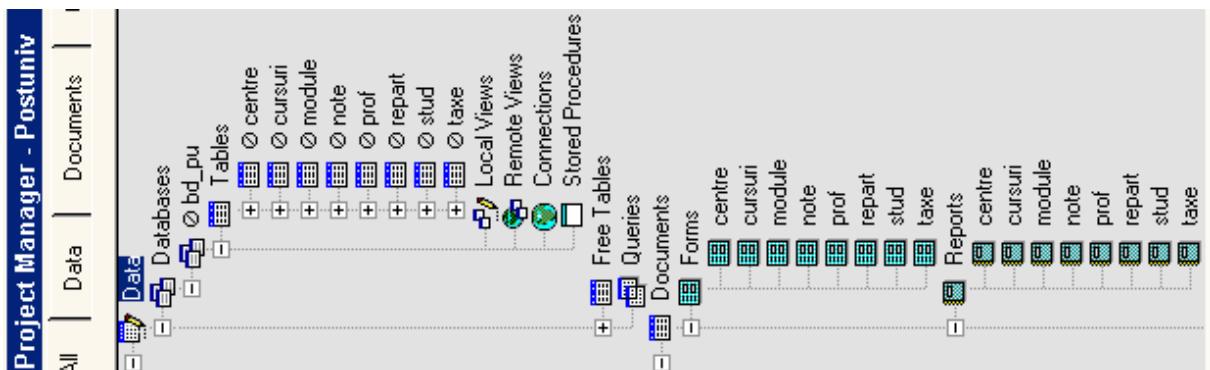 Project Manager - Postuniv
All
Data
Documents
Data
Databases
bd_pu
Tables
centre
cursuri
module
note
prof
repart
stud
taxe
Local Views
Remote Views
Connections
Stored Procedures
Free Tables
Queries
Documents
Forms
centre
cursuri
module
note
prof
repart
stud
taxe
Reports
centre
cursuri
module
note
prof
repart
stud
taxe